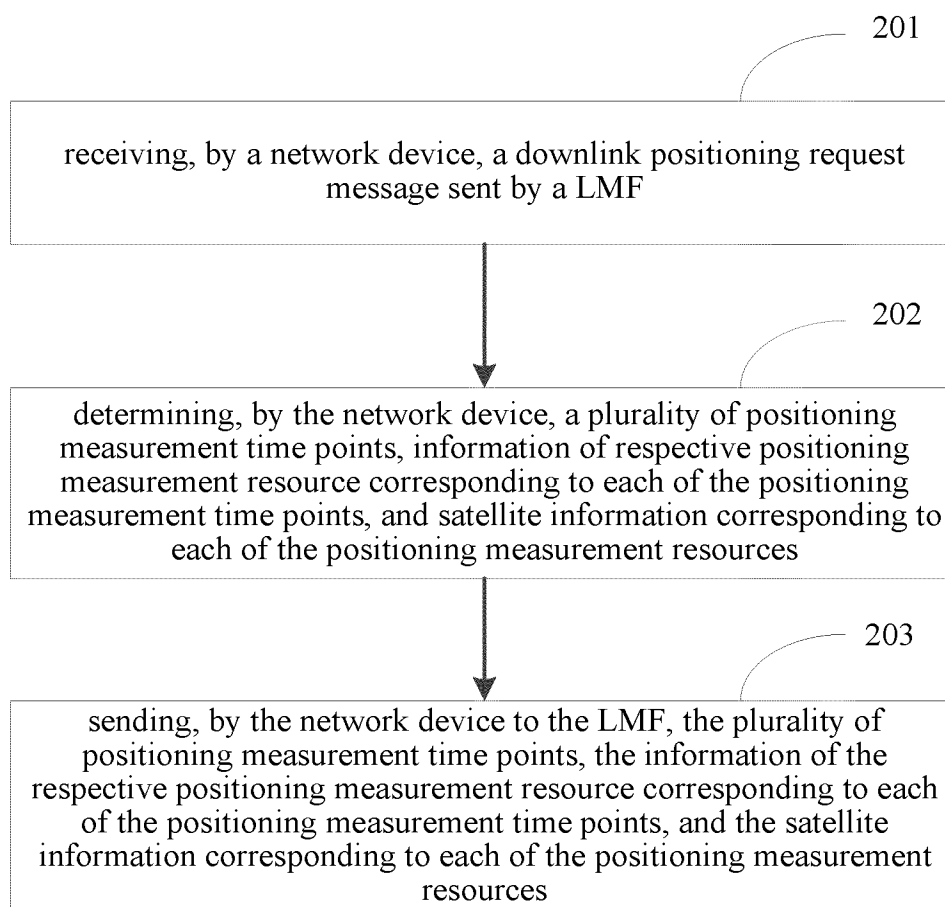 201
receiving, by a network device, a downlink positioning request
message sent by a LMF
202
determining, by the network device, a plurality of positioning
measurement time points, information of respective positioning
measurement resource corresponding to each of the positioning
measurement time points, and satellite information corresponding to
each of the positioning measurement resources
203
sending, by the network device to the LMF, the plurality of
positioning measurement time points, the information of the
respective positioning measurement resource corresponding to each
of the positioning measurement time points, and the satellite
information corresponding to each of the positioning measurement
resources